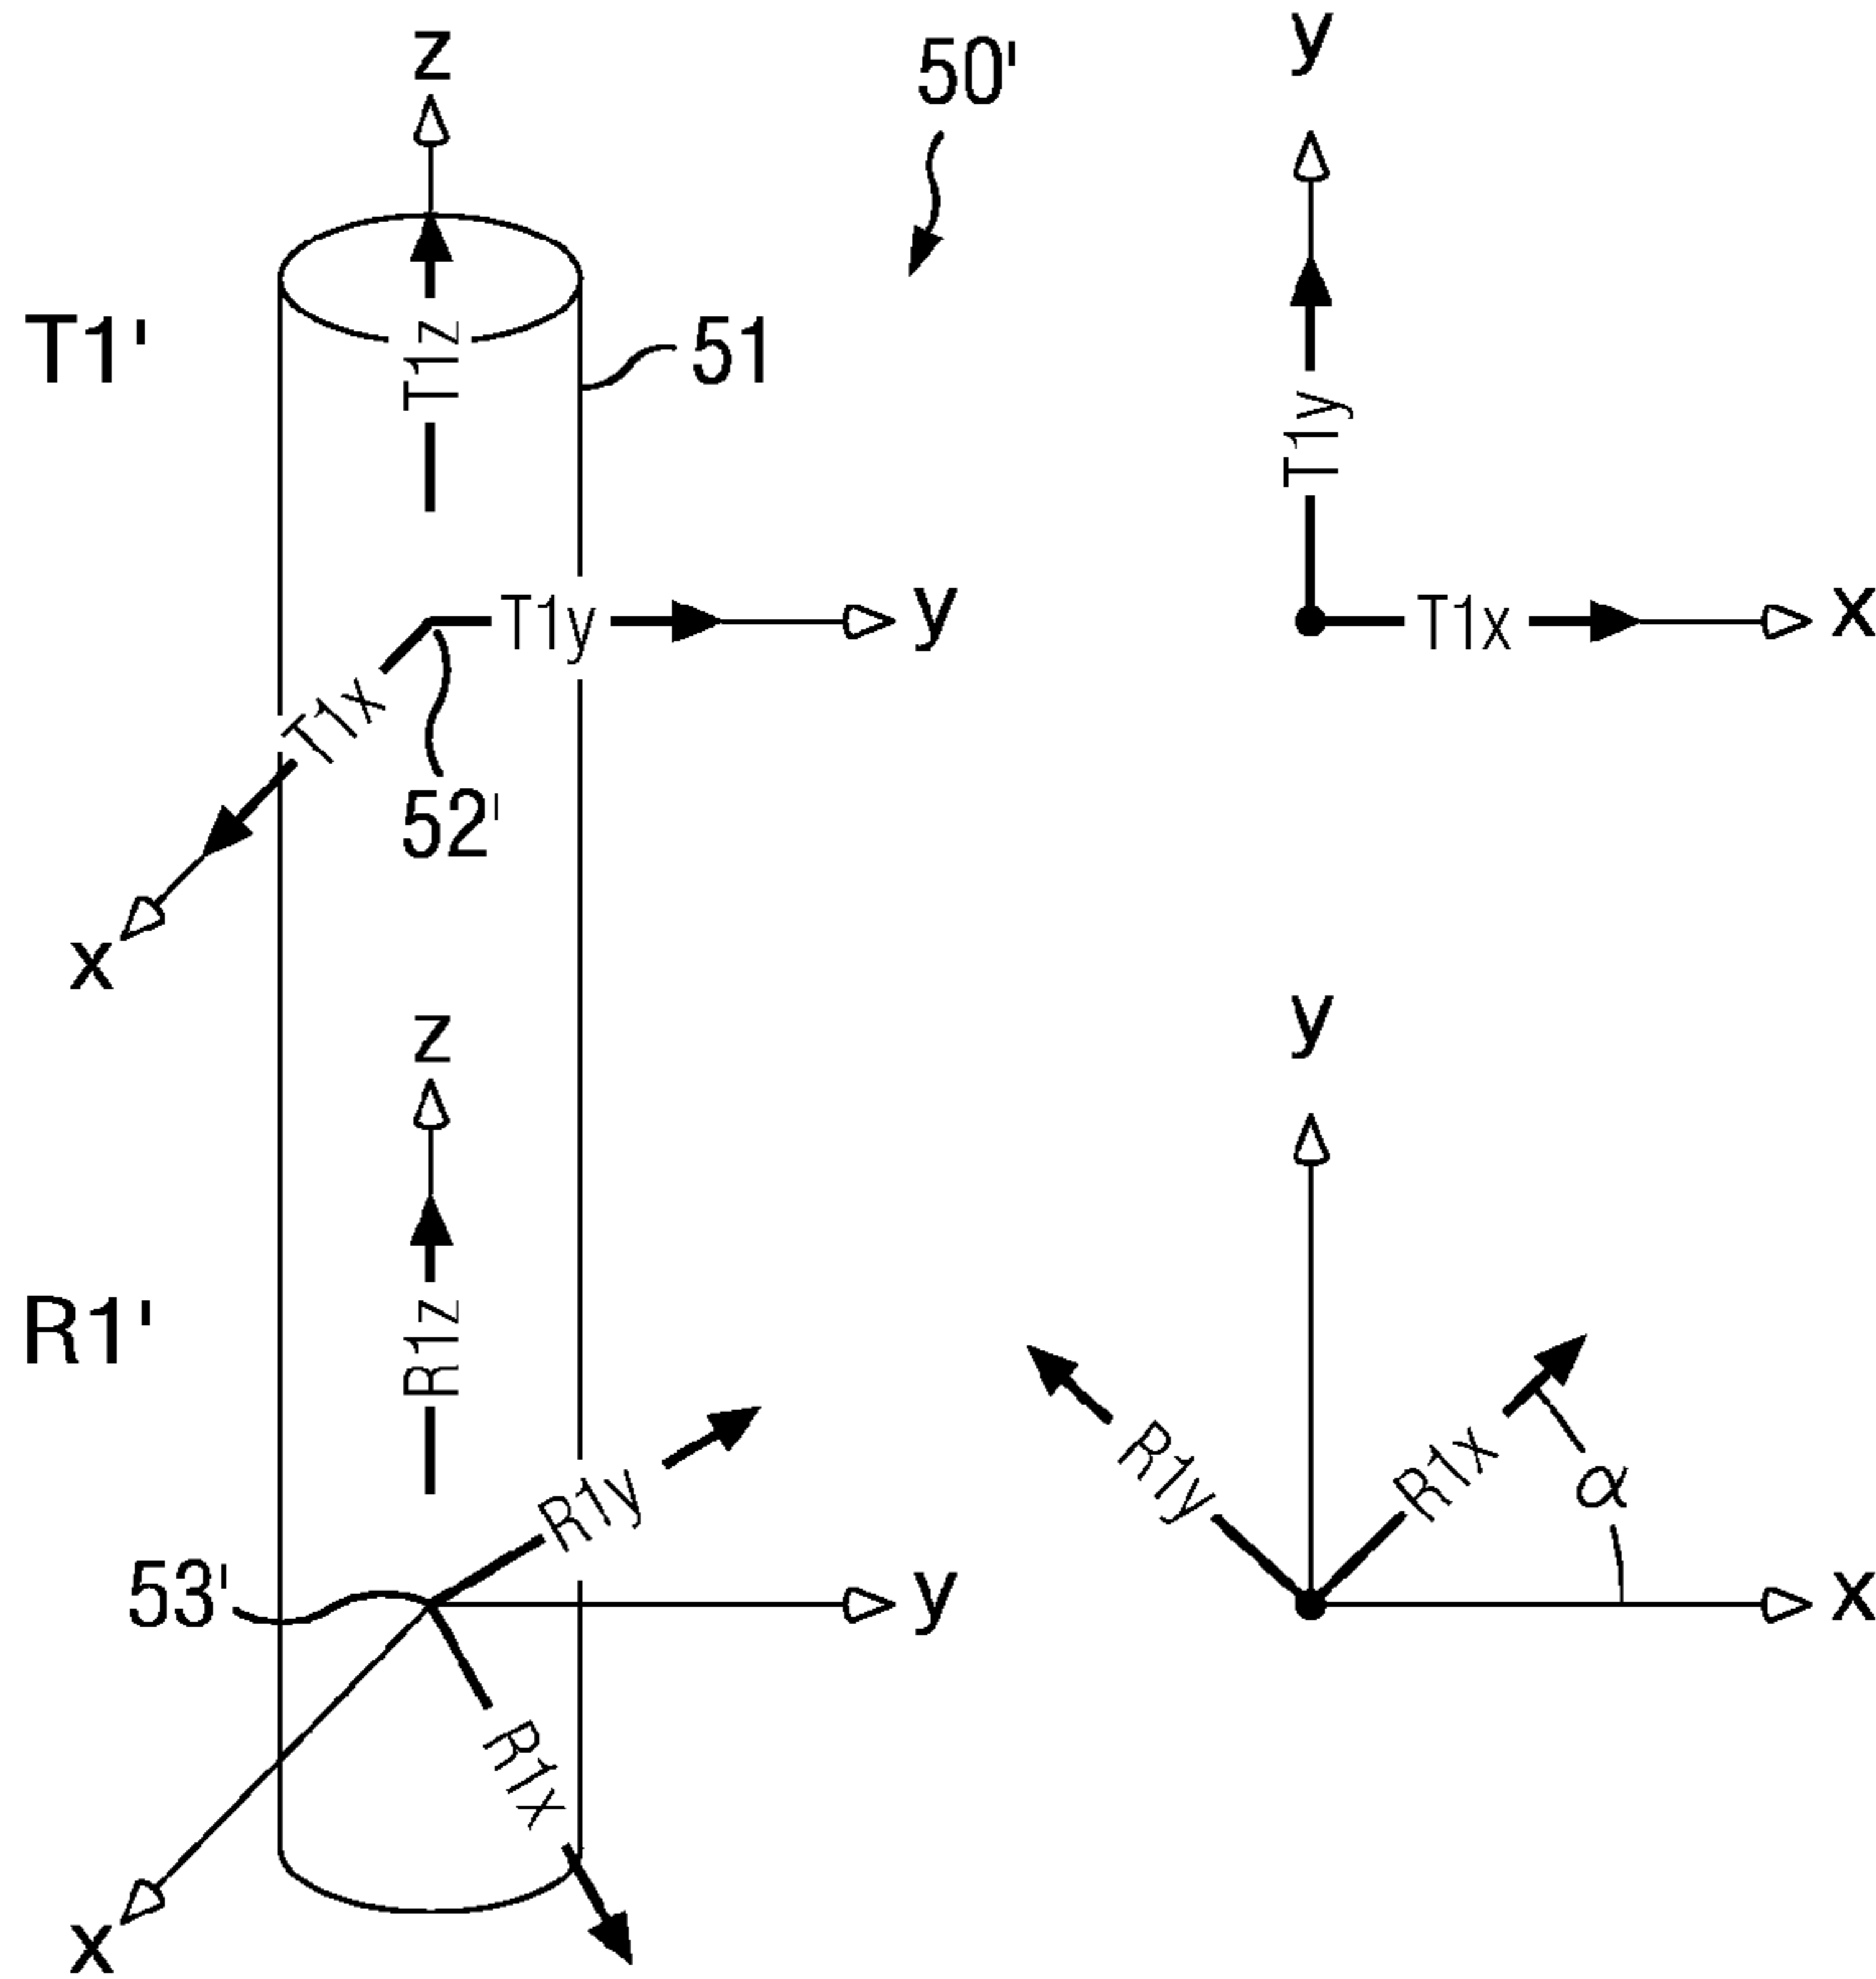 z
50'
y
T1'
T1z
51
T1y
T1y
y
T1x
x
T1x
52'
x
z
y
R1'
R1z
R1y
R1y
R1x
α
53'
y
x
R1x
x